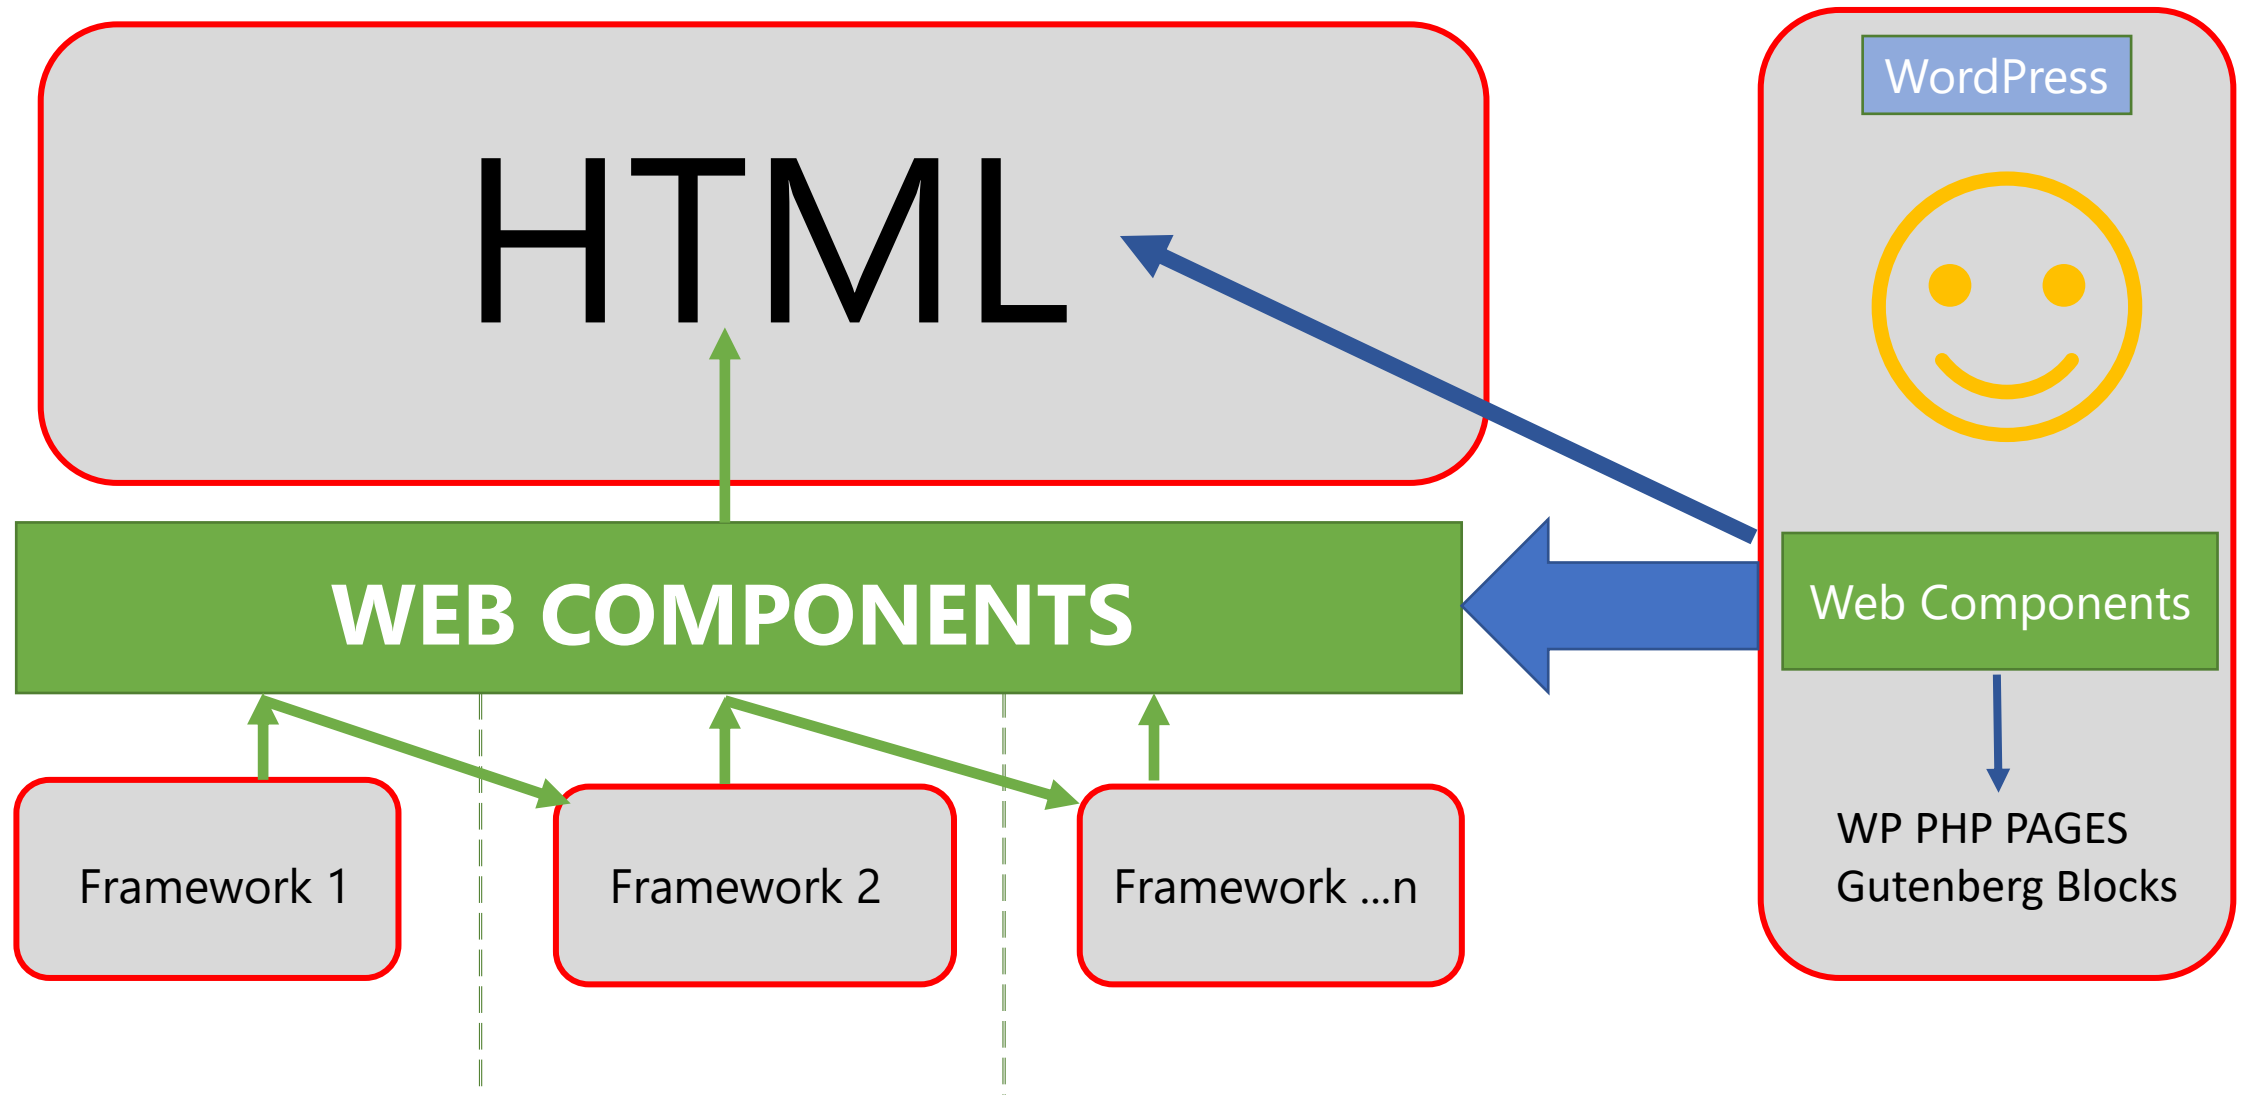 HTML
WordPress
WEB COMPONENTS
Web Components
WP PHP PAGES
Gutenberg Blocks
Framework 1
Framework 2
Framework ...n